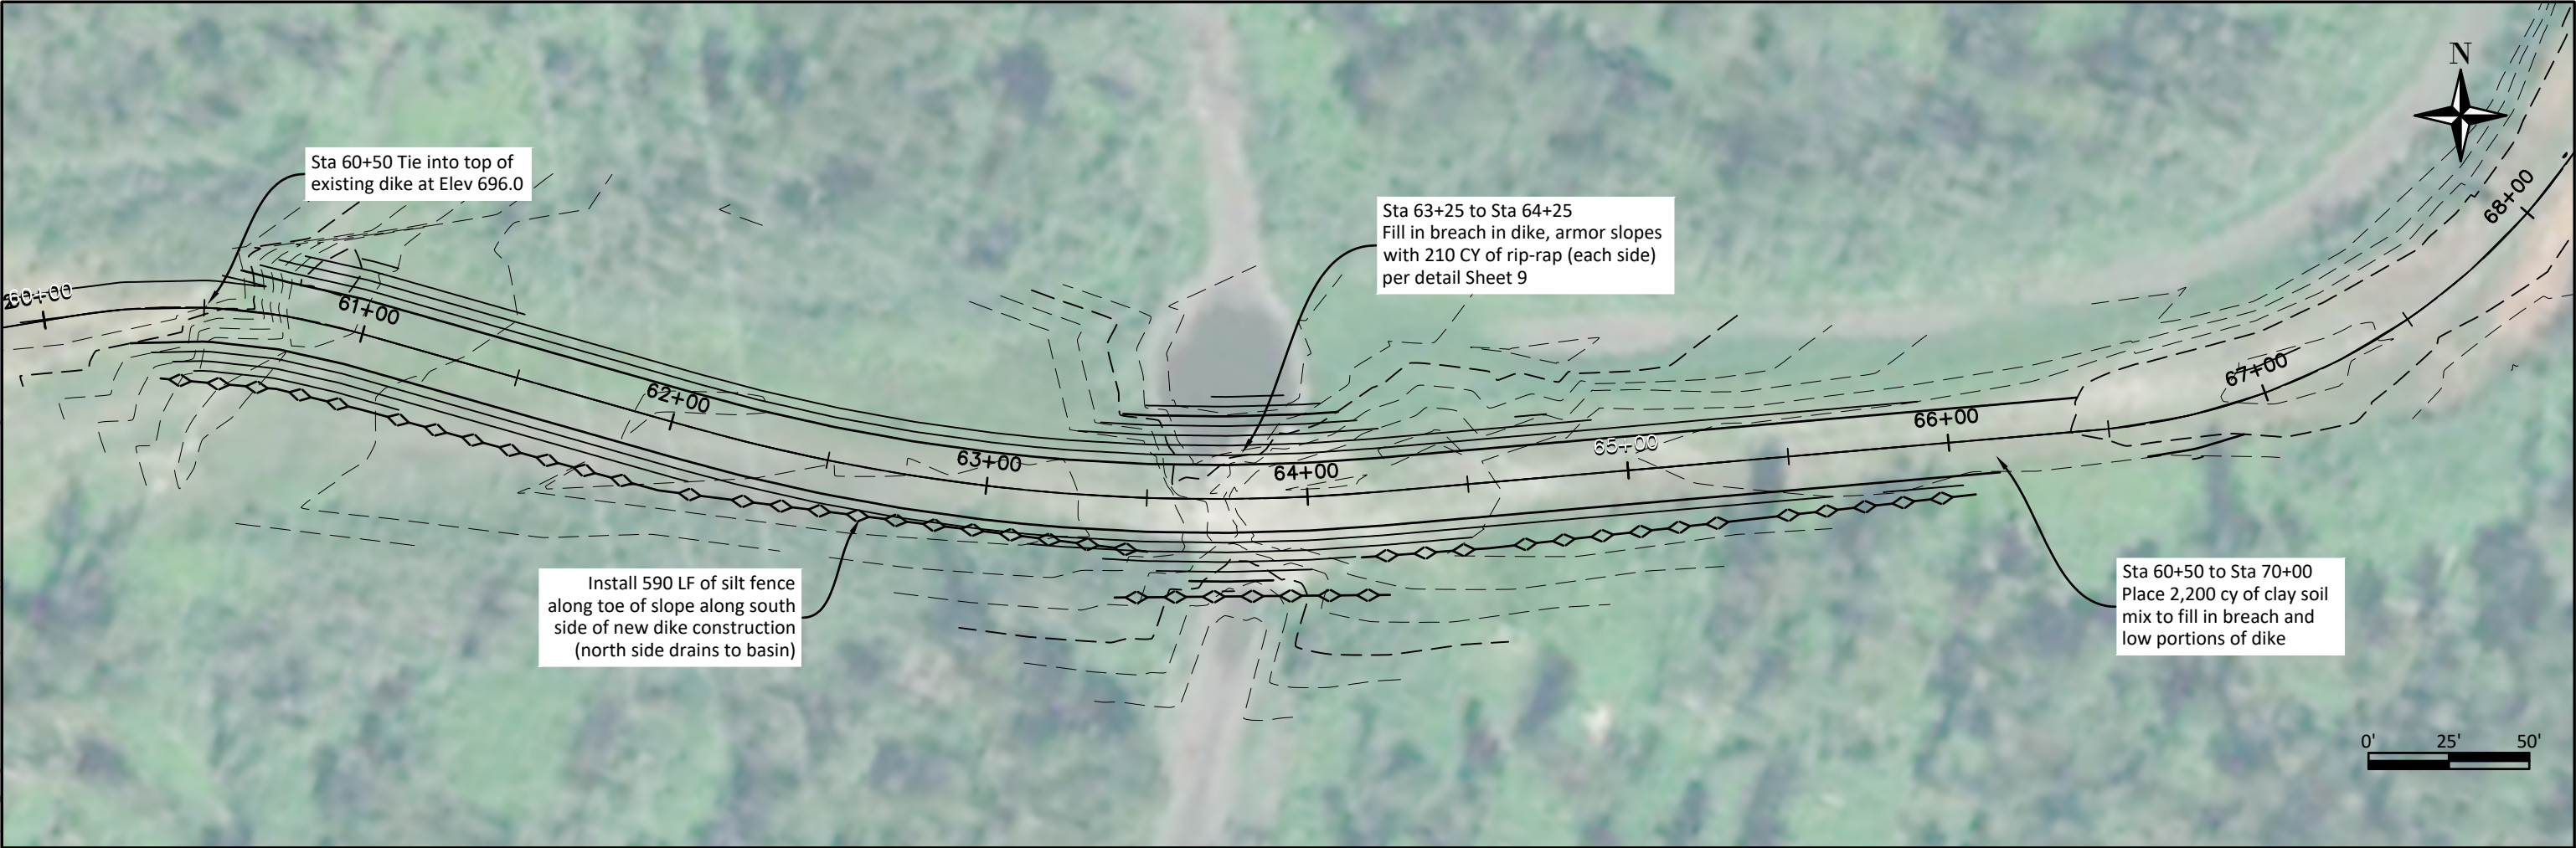 N
Sta 60+50 Tie into top of
existing dike at Elev 696.0
Sta 63+25 to Sta 64+25
Fill in breach in dike, armor slopes
with 210 CY of rip-rap (each side)
per detail Sheet 9
60+00
61+00
62+00
63+00
64+00
65+00
66+00
67+00
68+00
Install 590 LF of silt fence
along toe of slope along south
side of new dike construction
(north side drains to basin)
Sta 60+50 to Sta 70+00
Place 2,200 cy of clay soil
mix to fill in breach and
low portions of dike
0' 25' 50'